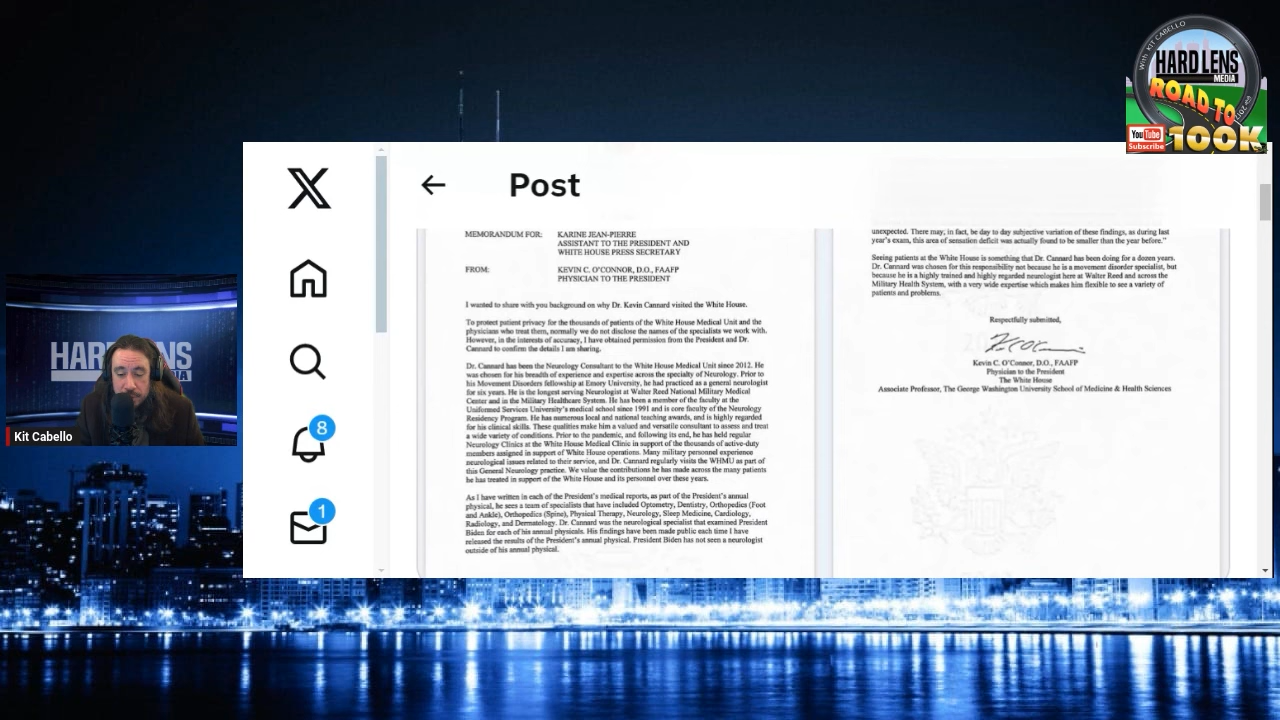 With KIT CABELLO
HARD LENS
MEDIA
ROAD TO
100K
YouTube
Subscribe
Post
8
1
HARD
NS
IA
Kit Cabello
MEMORANDUM FOR: KARINE JEAN-PIERRE
ASSISTANT TO THE PRESIDENT AND
WHITE HOUSE PRESS SECRETARY
FROM: KEVIN C. O'CONNOR, D.O., FAAFP
PHYSICIAN TO THE PRESIDENT
I wanted to share with you background on why Dr. Kevin Cannard visited the White House.
To protect patient privacy for the thousands of patients of the White House Medical Unit and the
physicians who treat them, normally we do not disclose the names of the specialists we work with.
However, in the interests of accuracy, I have obtained permission from the President and Dr.
Cannard to confirm the details I am sharing.
Dr. Cannard has been the Neurology Consultant to the White House Medical Unit since 2012. He
was chosen for his breadth of experience and expertise across the specialty of Neurology. Prior to
his Movement Disorders fellowship at Emory University, he had practiced as a general neurologist
for six years. He is the longest serving Neurologist at Walter Reed National Military Medical
Center and in the Military Healthcare System. He has been a member of the faculty at the
Uniformed Services University's medical school since 1991 and is core faculty of the Neurology
Residency Program. He has numerous local and national teaching awards, and is highly regarded
for his clinical skills. These qualities make him a valued and versatile consultant to assess and treat
a wide variety of conditions. Prior to the pandemic, and following its end, he has held regular
Neurology Clinics at the White House Medical Clinic in support of the thousands of active-duty
members assigned in support of White House operations. Many military personnel experience
neurological issues related to their service, and Dr. Cannard regularly visits the WHMU as part of
this General Neurology practice. We value the contributions he has made across the many patients
he has treated in support of the White House and its personnel over these years.
As I have written in each of the President's medical reports, as part of the President's annual
physical, he sees a team of specialists that have included Optometry, Dentistry, Orthopedics (Foot
and Ankle), Orthopedics (Spine), Physical Therapy, Neurology, Sleep Medicine, Cardiology,
Radiology, and Dermatology. Dr. Cannard was the neurological specialist that examined President
Biden for each of his annual physicals. His findings have been made public each time I have
released the results of the President's annual physical. President Biden has not seen a neurologist
outside of his annual physical.
unexpected. There may, in fact, be day to day subjective variation of these findings, as during last
year's exam, this area of sensation deficit was actually found to be smaller than the year before."
Seeing patients at the White House is something that Dr. Cannard has been doing for a dozen years.
Dr. Cannard was chosen for this responsibility not because he is a movement disorder specialist, but
because he is a highly trained and highly regarded neurologist here at Walter Reed and across the
Military Health System, with a very wide expertise which makes him flexible to see a variety of
patients and problems.
Respectfully submitted,
Kevin C. O'Connor, D.O., FAAFP
Physician to the President
The White House
Associate Professor, The George Washington University School of Medicine & Health Sciences